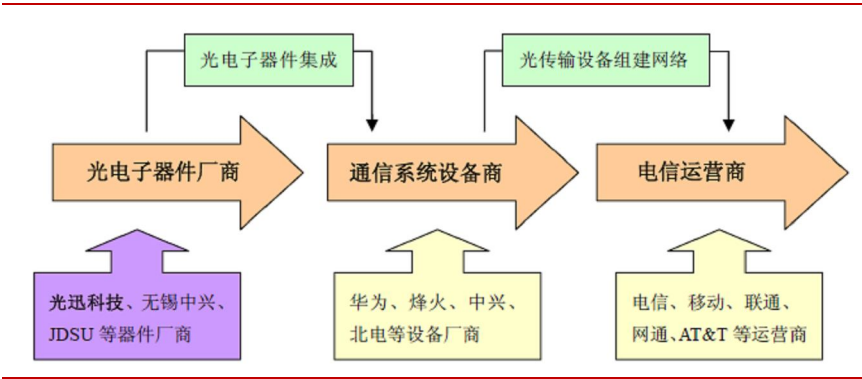 光电子器件集成
光传输设备组建网络
光电子器件厂商
通信系统设备商
电信运营商
光迅科技、无锡中兴、
JDSU 等器件厂商
华为、烽火、中兴、
北电等设备厂商
电信、移动、联通、
网通、AT&T 等运营商